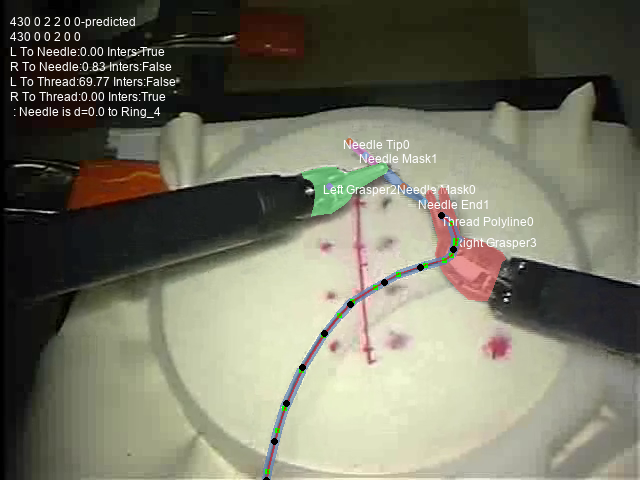 430 0 2 2 0 0-predicted
430 0 0 2 0 0
L To Needle:0.00 Inters:True
R To Needle:0.83 Inters:False
L To Thread:69.77 Inters:False
R To Thread:0.00 Inters:True
: Needle is d=0.0 to Ring_4
Needle Tip0
Needle Mask1
Left Grasper2
Needle Mask0
Needle End1
Thread Polyline0
Right Grasper3